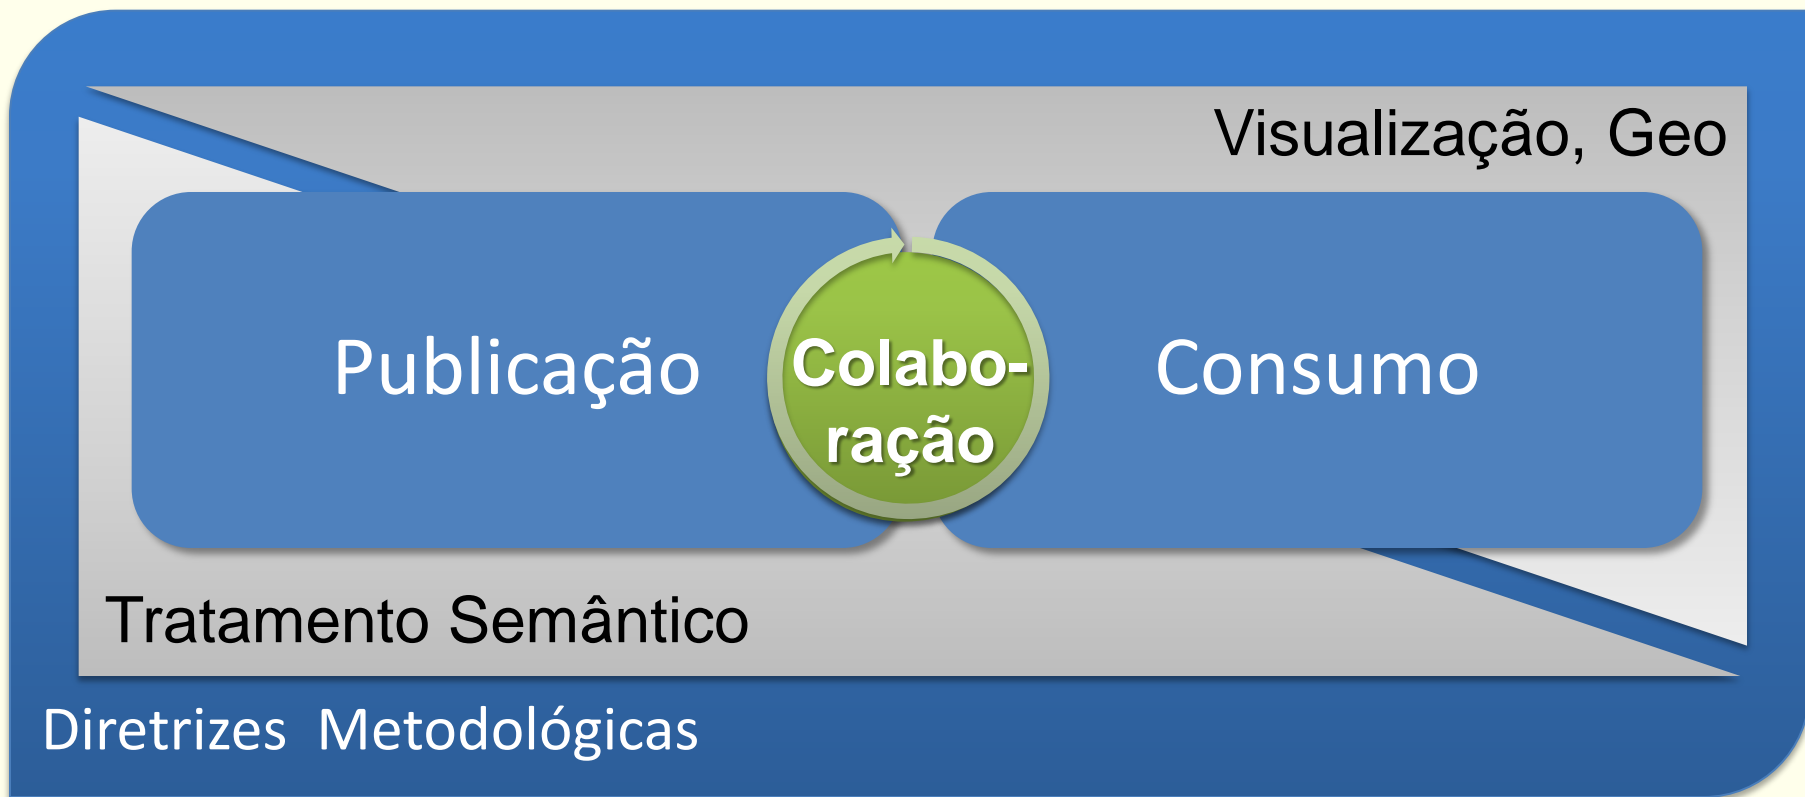 Visualização, Geo
Publicação
Colabo-
ração
Consumo
Tratamento Semântico
Diretrizes Metodológicas